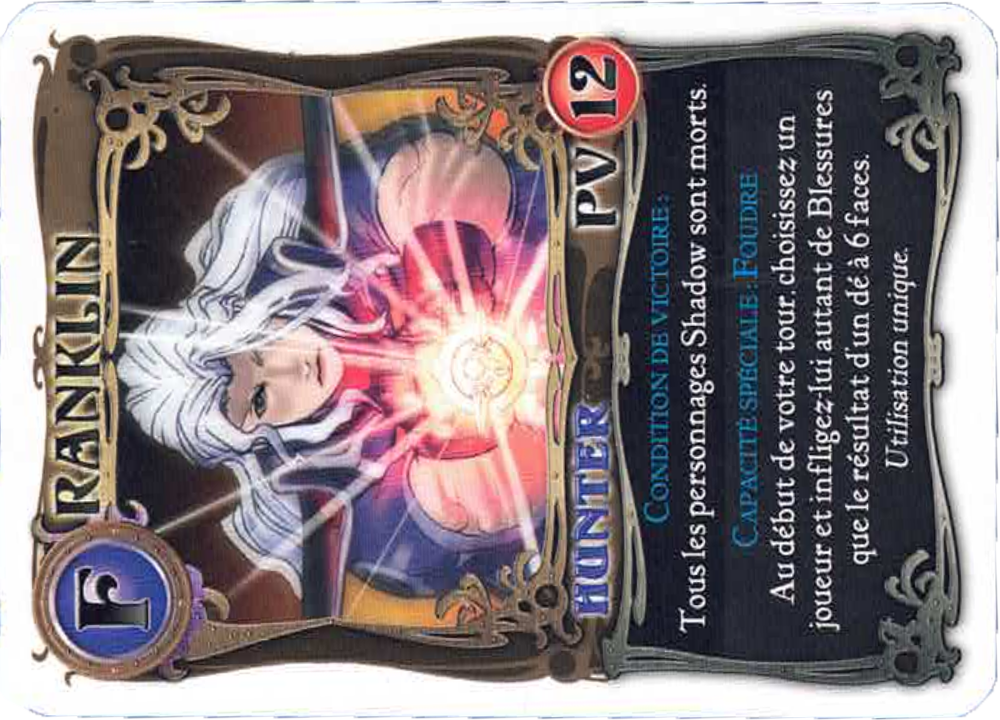 FRANKLIN
HUNTER PV 12
CONDITION DE VICTOIRE :
Tous les personnages Shadow sont morts.
CAPACITÉ SPÉCIALE : FOUDRE
Au début de votre tour, choisissez un
joueur et infligez-lui autant de Blessures
que le résultat d'un dé à 6 faces.
Utilisation unique.